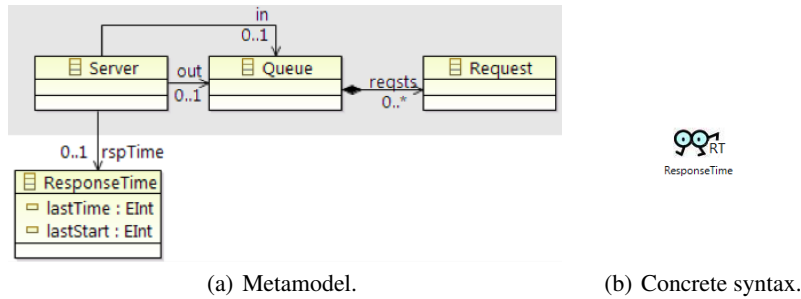 in
0..1
Server
out
0..1
Queue
reqsts
0..*
Request
0..1 rspTime
ResponseTime
lastTime : EInt
lastStart : EInt
RT
ResponseTime
(a) Metamodel.
(b) Concrete syntax.